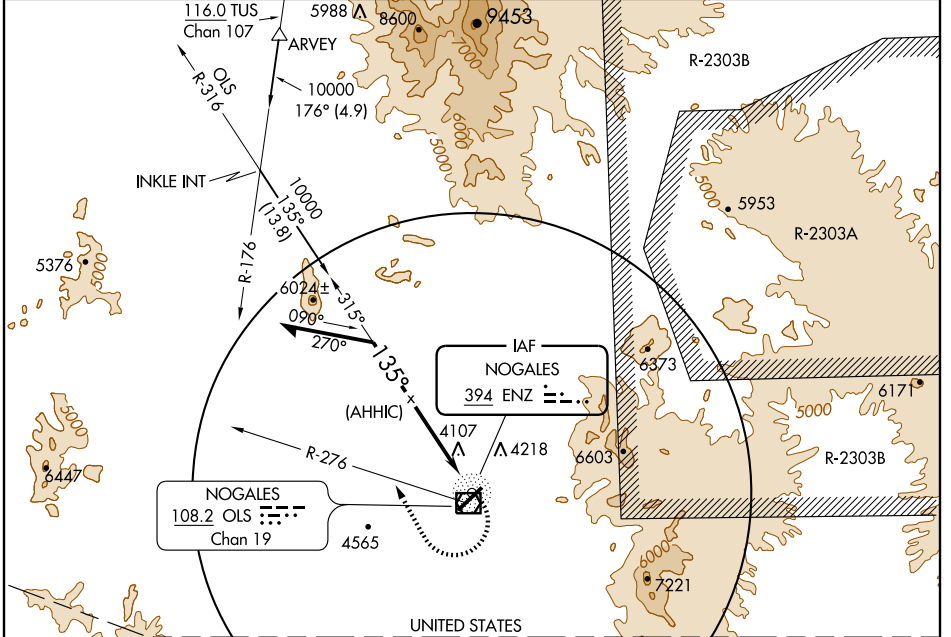 116.0 TUS
Chan 107
5988
8600
9453
ARVEY
10000
176° (4.9)
OLS
R-316
INKLE INT
10000
135°
(13.8)
R-176
5000
6000
7000
R-2303B
5000
5953
R-2303A
5376
5000
6024±
315°
090°
270°
135°
(AHHIC)
IAF
NOGALES
394 ENZ
6373
6171
5000
4107
4218
6603
R-2303B
5000
6447
R-276
NOGALES
108.2 OLS
Chan 19
4565
6000
7221
UNITED STATES